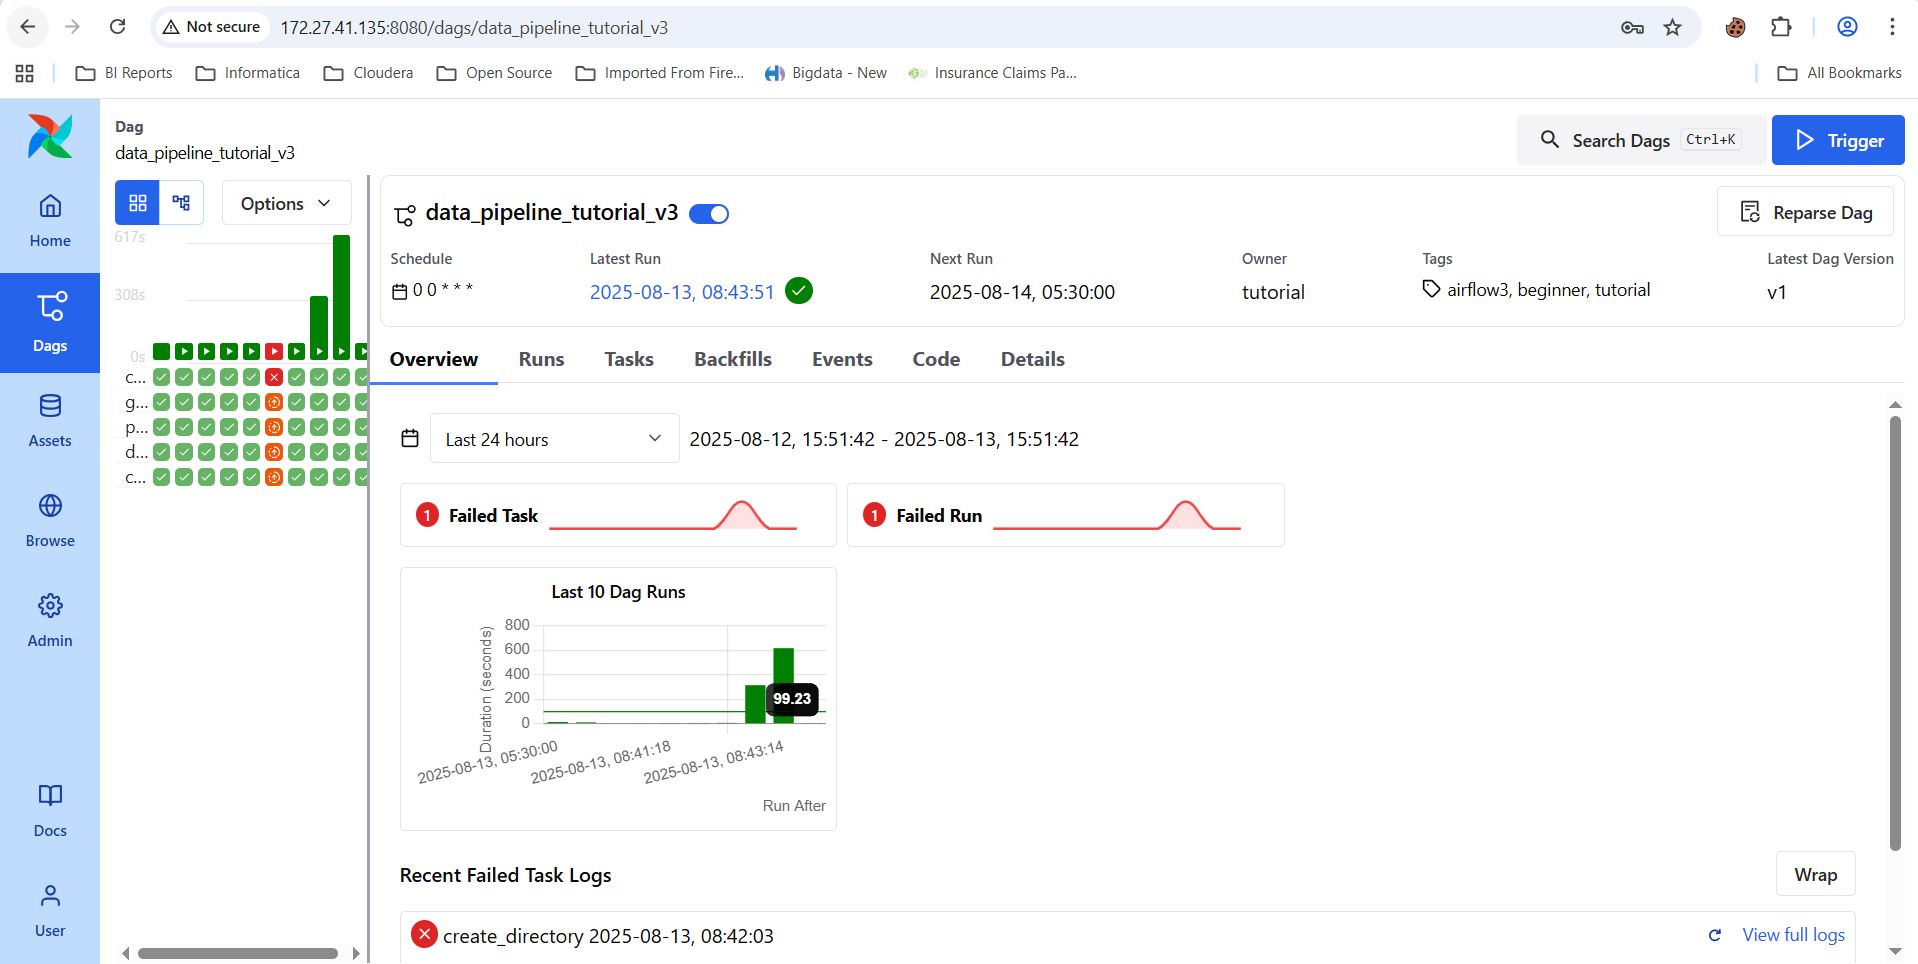 Not secure 172.27.41.135:8080/dags/data_pipeline_tutorial_v3
BI Reports Informatica Cloudera Open Source Imported From Fire... Bigdata - New Insurance Claims Pa... All Bookmarks
Dag
data_pipeline_tutorial_v3
Search Dags Ctrl+K
Trigger
Home
Dags
Assets
Browse
Admin
Docs
User
Options
617s
308s
0s
c...
g...
p...
d...
c...
data_pipeline_tutorial_v3
Reparse Dag
Schedule Latest Run Next Run Owner Tags Latest Dag Version
0 0 * * * 2025-08-13, 08:43:51 2025-08-14, 05:30:00 tutorial airflow3, beginner, tutorial v1
Overview Runs Tasks Backfills Events Code Details
Last 24 hours 2025-08-12, 15:51:42 - 2025-08-13, 15:51:42
1 Failed Task
1 Failed Run
Last 10 Dag Runs
Duration (seconds)
800
600
400
200
0
99.23
2025-08-13, 05:30:00
2025-08-13, 08:41:18
2025-08-13, 08:43:14
Run After
Recent Failed Task Logs
Wrap
create_directory 2025-08-13, 08:42:03
View full logs